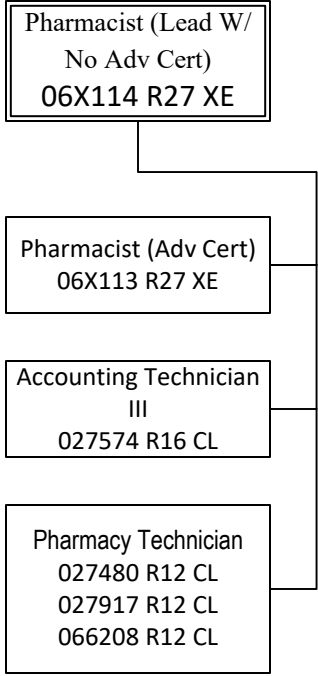 Pharmacist (Lead W/
No Adv Cert)
06X114 R27 XE
Pharmacist (Adv Cert)
06X113 R27 XE
Accounting Technician
III
027574 R16 CL
Pharmacy Technician
027480 R12 CL
027917 R12 CL
066208 R12 CL